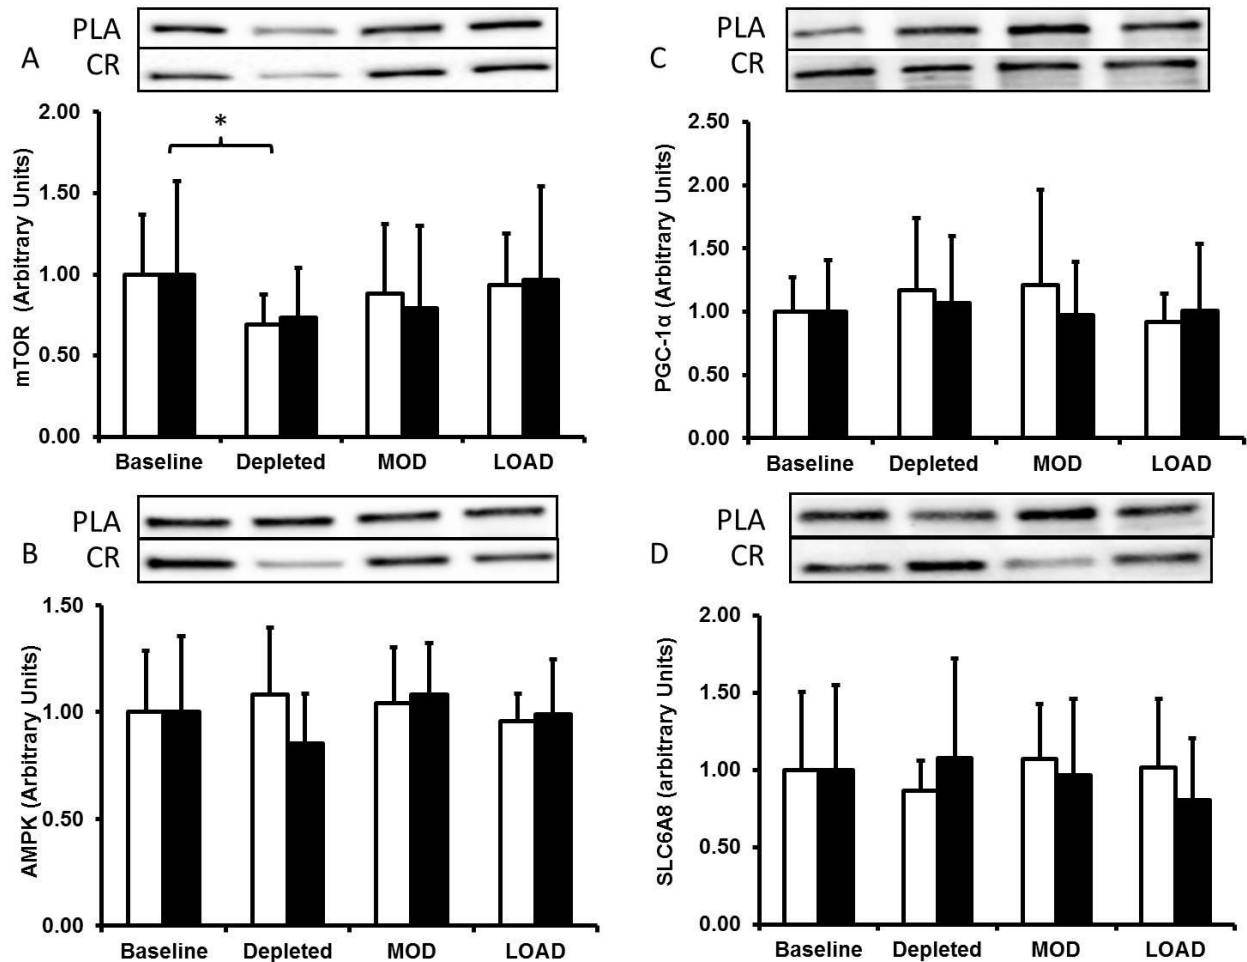 PLA
A
CR
*
2.00
1.50
1.00
0.50
0.00
mTOR (Arbitrary Units)
Baseline Depleted MOD LOAD
PLA
C
CR
2.50
2.00
1.50
1.00
0.50
0.00
PGC-1α (Arbitrary Units)
Baseline Depleted MOD LOAD
PLA
B
CR
1.50
1.00
0.50
0.00
AMPK (Arbitrary Units)
Baseline Depleted MOD LOAD
PLA
D
CR
2.00
1.50
1.00
0.50
0.00
SLC6A8 (arbitrary Units)
Baseline Depleted MOD LOAD